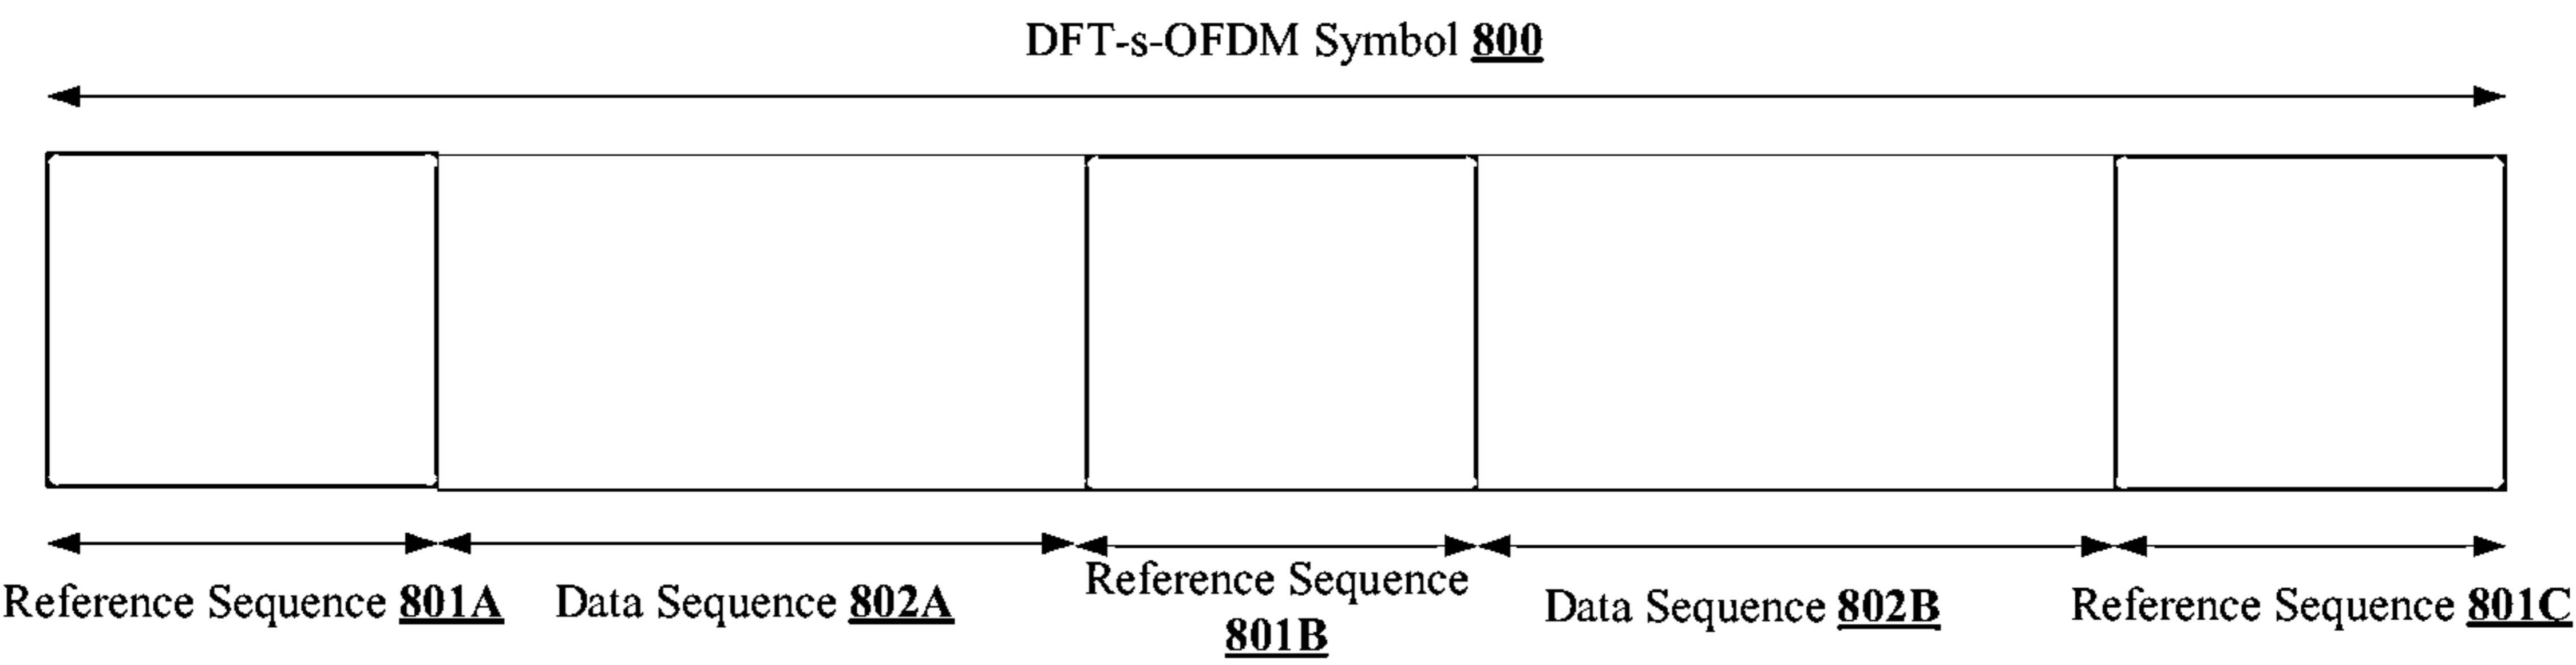 DFT-s-OFDM Symbol 800
Reference Sequence 801A
Data Sequence 802A
Reference Sequence
801B
Data Sequence 802B
Reference Sequence 801C